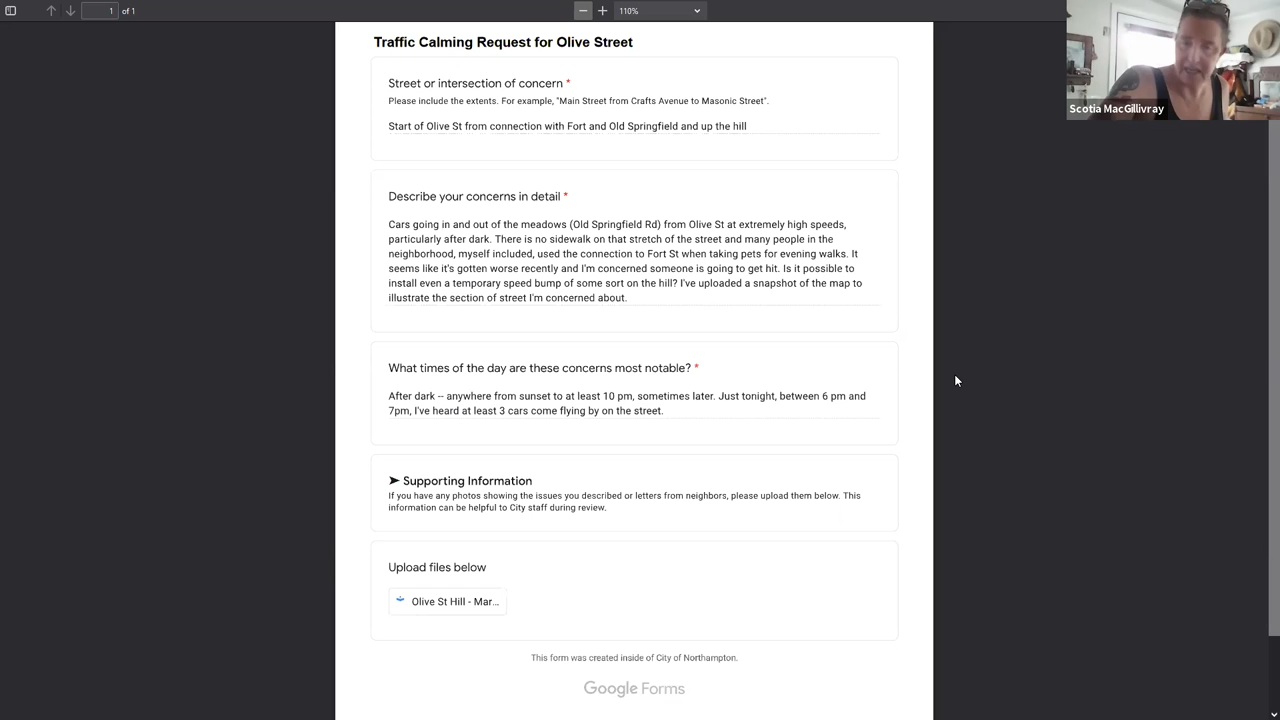 1 of 1
110%
Scotia MacGillivray
Traffic Calming Request for Olive Street
Street or intersection of concern *
Please include the extents. For example, "Main Street from Crafts Avenue to Masonic Street".
Start of Olive St from connection with Fort and Old Springfield and up the hill
Describe your concerns in detail *
Cars going in and out of the meadows (Old Springfield Rd) from Olive St at extremely high speeds,
particularly after dark. There is no sidewalk on that stretch of the street and many people in the
neighborhood, myself included, used the connection to Fort St when taking pets for evening walks. It
seems like it's gotten worse recently and I'm concerned someone is going to get hit. Is it possible to
install even a temporary speed bump of some sort on the hill? I've uploaded a snapshot of the map to
illustrate the section of street I'm concerned about.
What times of the day are these concerns most notable? *
After dark -- anywhere from sunset to at least 10 pm, sometimes later. Just tonight, between 6 pm and
7pm, I've heard at least 3 cars come flying by on the street.
➤ Supporting Information
If you have any photos showing the issues you described or letters from neighbors, please upload them below. This
information can be helpful to City staff during review.
Upload files below
Olive St Hill - Mar...
This form was created inside of City of Northampton.
Google Forms